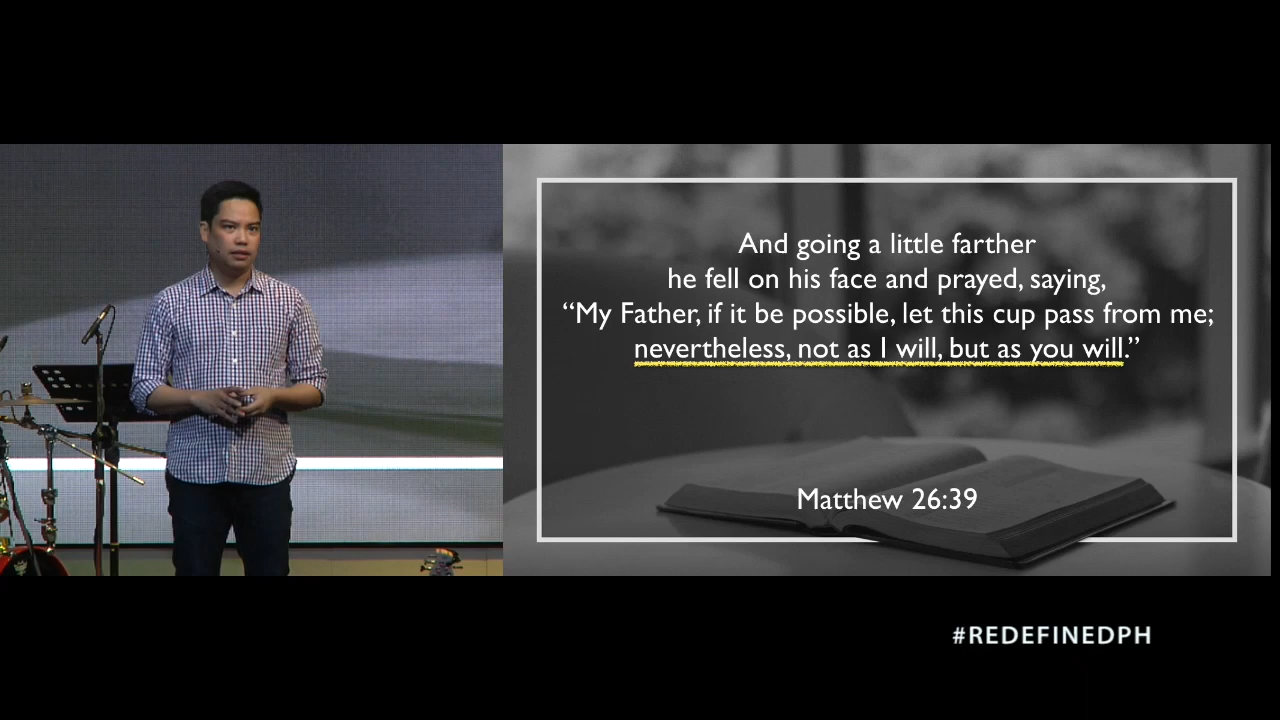 And going a little farther
he fell on his face and prayed, saying,
“My Father, if it be possible, let this cup pass from me;
nevertheless, not as I will, but as you will.”
Matthew 26:39
#REDEFINEDPH